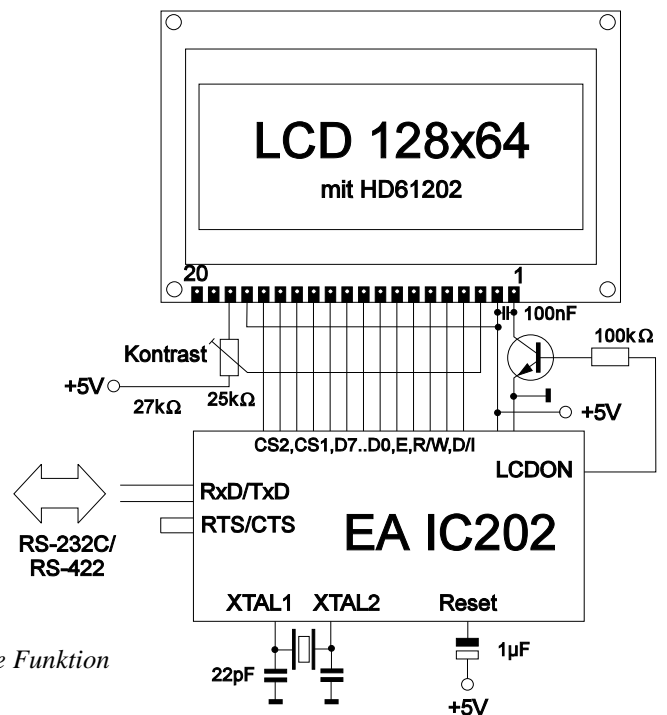 LCD 128x64
mit HD61202
20
1
100nF
100kΩ
Kontrast
+5V
27kΩ
25kΩ
+5V
CS2,CS1,D7..D0,E,R/W,D/I
LCDON
RxD/TxD
RTS/CTS
EA IC202
RS-232C/
RS-422
XTAL1
XTAL2
Reset
22pF
1µF
+5V
e Funktion